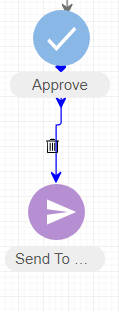 Approve
Send To ...